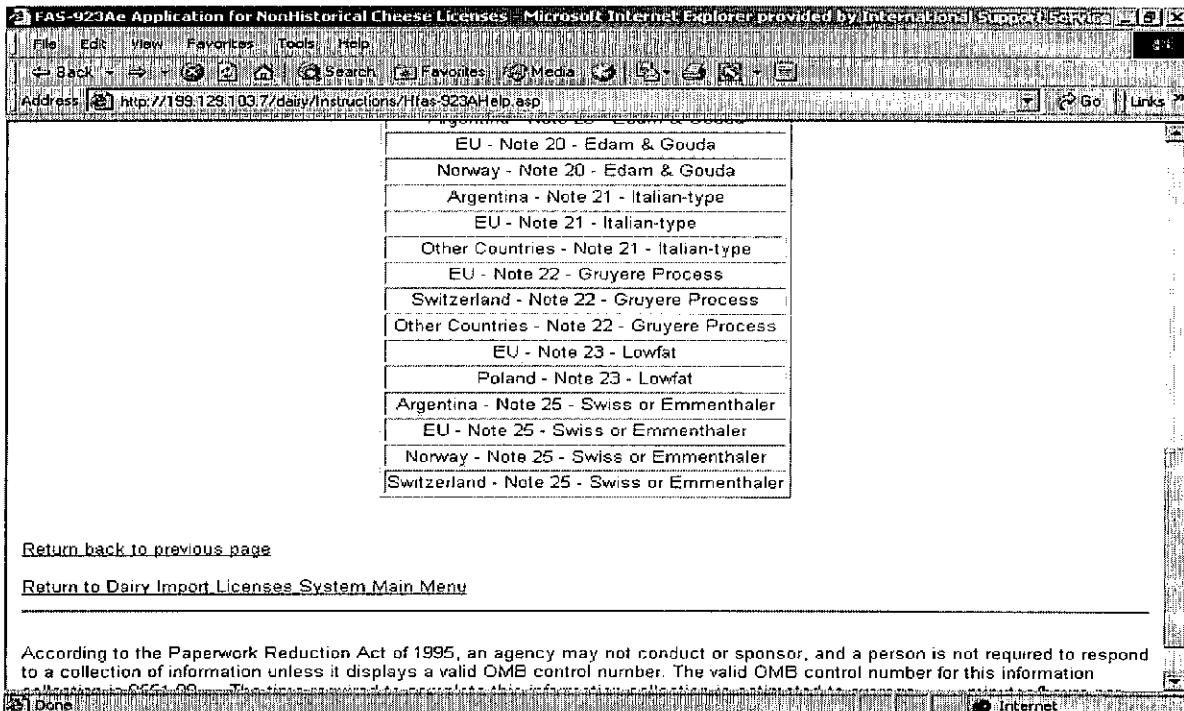 FAS-923Ae Application for NonHistorical Cheese Licenses - Microsoft Internet Explorer provided by International Support Service
File Edit View Favorites Tools Help
Back Search Favorites Media
Address http://199.129.103.7/dairy/Instructions/Hfas-923AHelp.asp Go Links »
Edam & Gouda
EU - Note 20 - Edam & Gouda
Norway - Note 20 - Edam & Gouda
Argentina - Note 21 - Italian-type
EU - Note 21 - Italian-type
Other Countries - Note 21 - Italian-type
EU - Note 22 - Gruyere Process
Switzerland - Note 22 - Gruyere Process
Other Countries - Note 22 - Gruyere Process
EU - Note 23 - Lowfat
Poland - Note 23 - Lowfat
Argentina - Note 25 - Swiss or Emmenthaler
EU - Note 25 - Swiss or Emmenthaler
Norway - Note 25 - Swiss or Emmenthaler
Switzerland - Note 25 - Swiss or Emmenthaler
Return back to previous page
Return to Dairy Import Licenses System Main Menu
According to the Paperwork Reduction Act of 1995, an agency may not conduct or sponsor, and a person is not required to respond
to a collection of information unless it displays a valid OMB control number. The valid OMB control number for this information
Done Internet